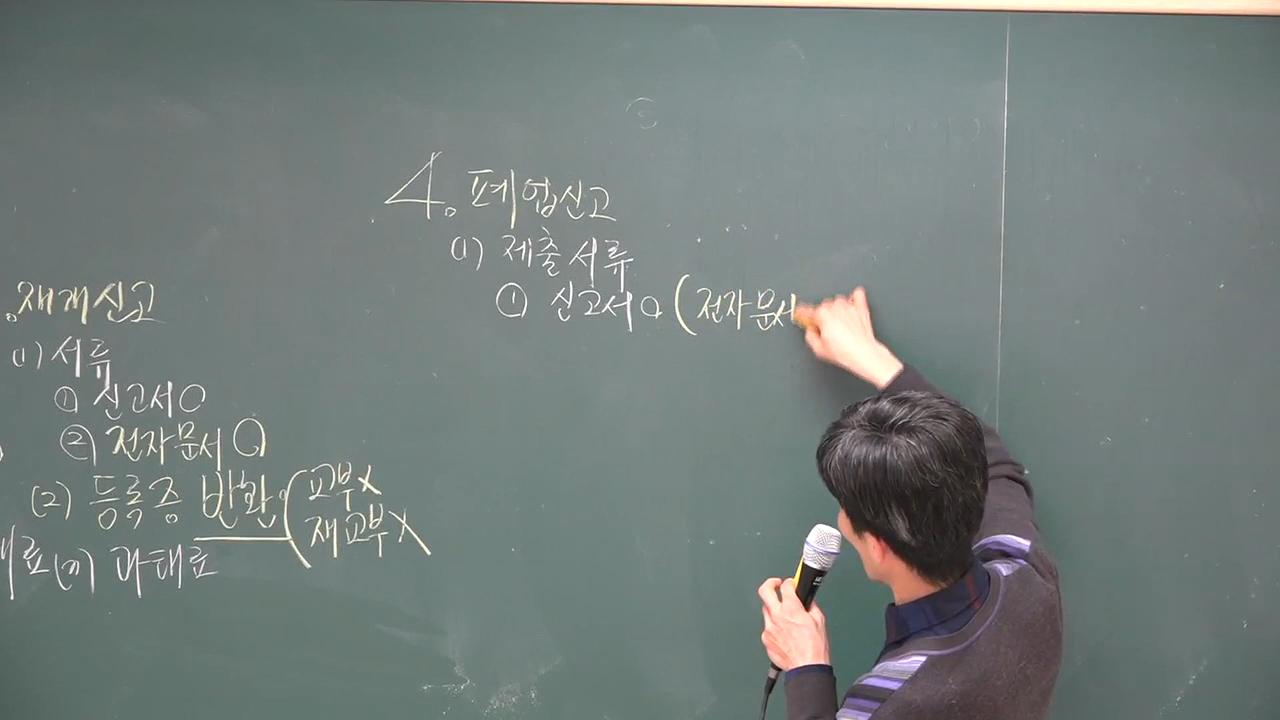 .재개신고
(1) 서류
① 신고서○
② 전자문서○
(2) 등록증 반환 ( 교부X
재교부X
태료 (가) 과태료
4. 폐업신고
(1) 제출서류
① 신고서○ (전자문서